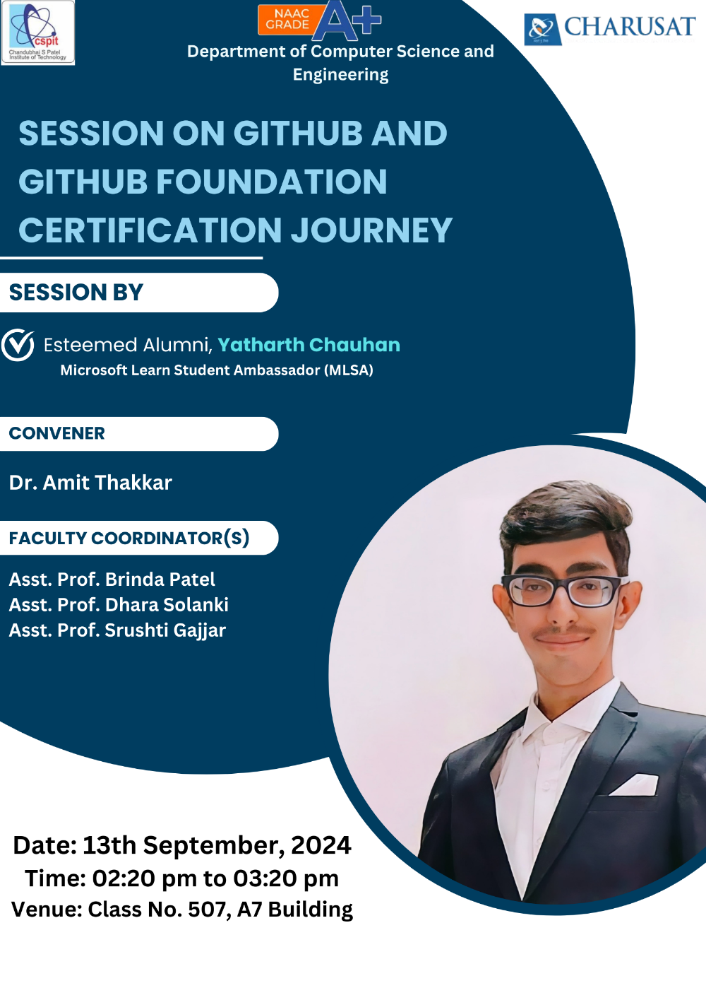 cspit
Chandubhai S Patel
Institute of Technology
NAAC
GRADE
A+
CHARUSAT
Department of Computer Science and
Engineering
SESSION ON GITHUB AND
GITHUB FOUNDATION
CERTIFICATION JOURNEY
SESSION BY
Esteemed Alumni, Yatharth Chauhan
Microsoft Learn Student Ambassador (MLSA)
CONVENER
Dr. Amit Thakkar
FACULTY COORDINATOR(S)
Asst. Prof. Brinda Patel
Asst. Prof. Dhara Solanki
Asst. Prof. Srushti Gajjar
Date: 13th September, 2024
Time: 02:20 pm to 03:20 pm
Venue: Class No. 507, A7 Building